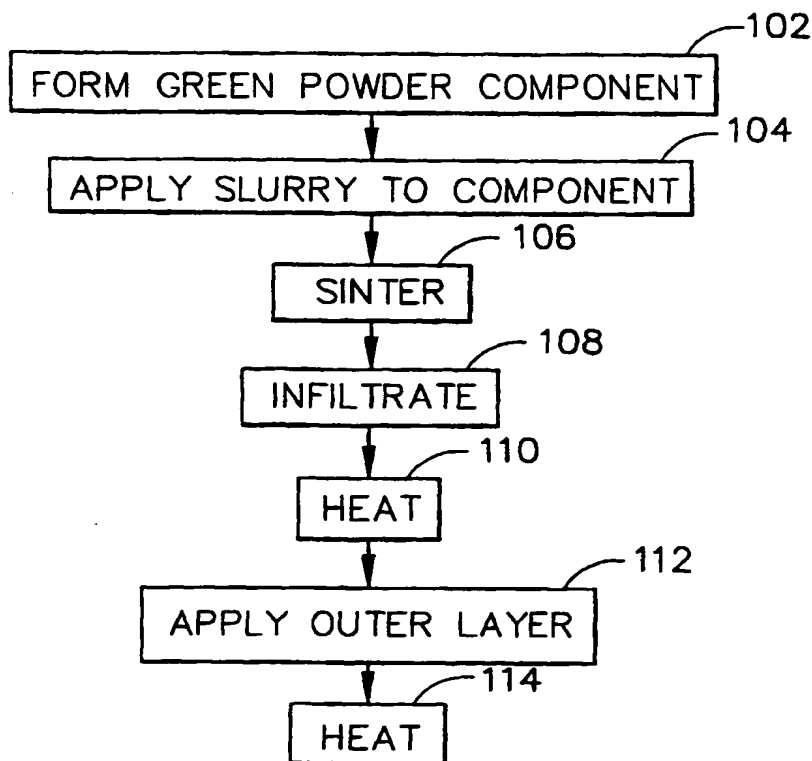 102
FORM GREEN POWDER COMPONENT
104
APPLY SLURRY TO COMPONENT
106
SINTER
108
INFILTRATE
110
HEAT
112
APPLY OUTER LAYER
114
HEAT